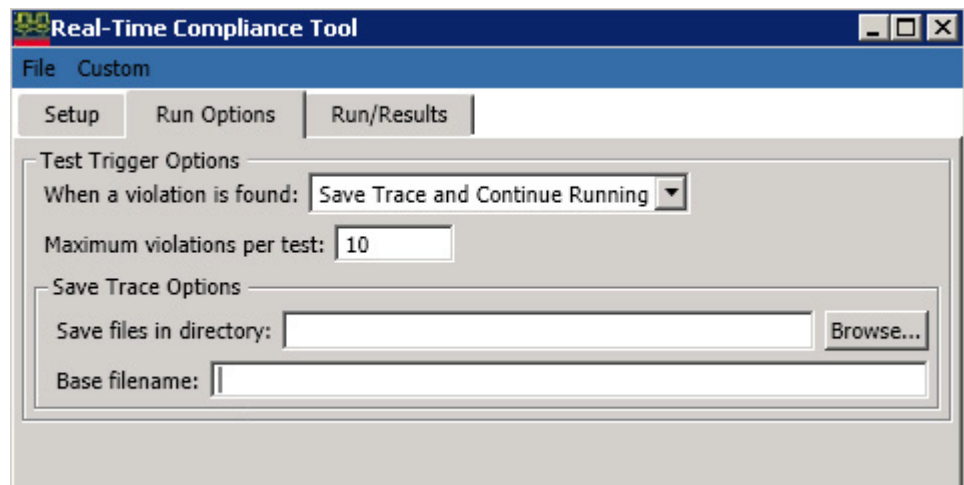 Real-Time Compliance Tool
File Custom
Setup Run Options Run/Results
Test Trigger Options
When a violation is found: Save Trace and Continue Running
Maximum violations per test: 10
Save Trace Options
Save files in directory: Browse...
Base filename: